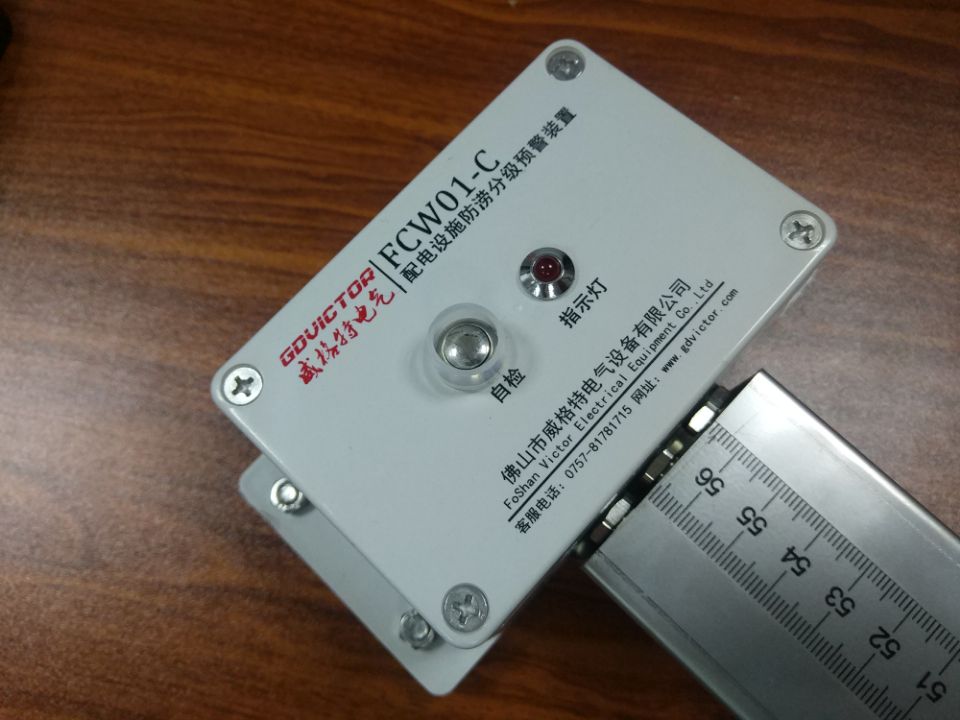 GDVICTOR
威格特电气
FCW01-C
配电设施防涝分级预警装置
指示灯
自检
佛山市威格特电气设备有限公司
FoShan Victor Electrical Equipment Co.,Ltd
客服电话：0757-81781715 网址：www.gdvictor.com
56
55
54
53
52
51